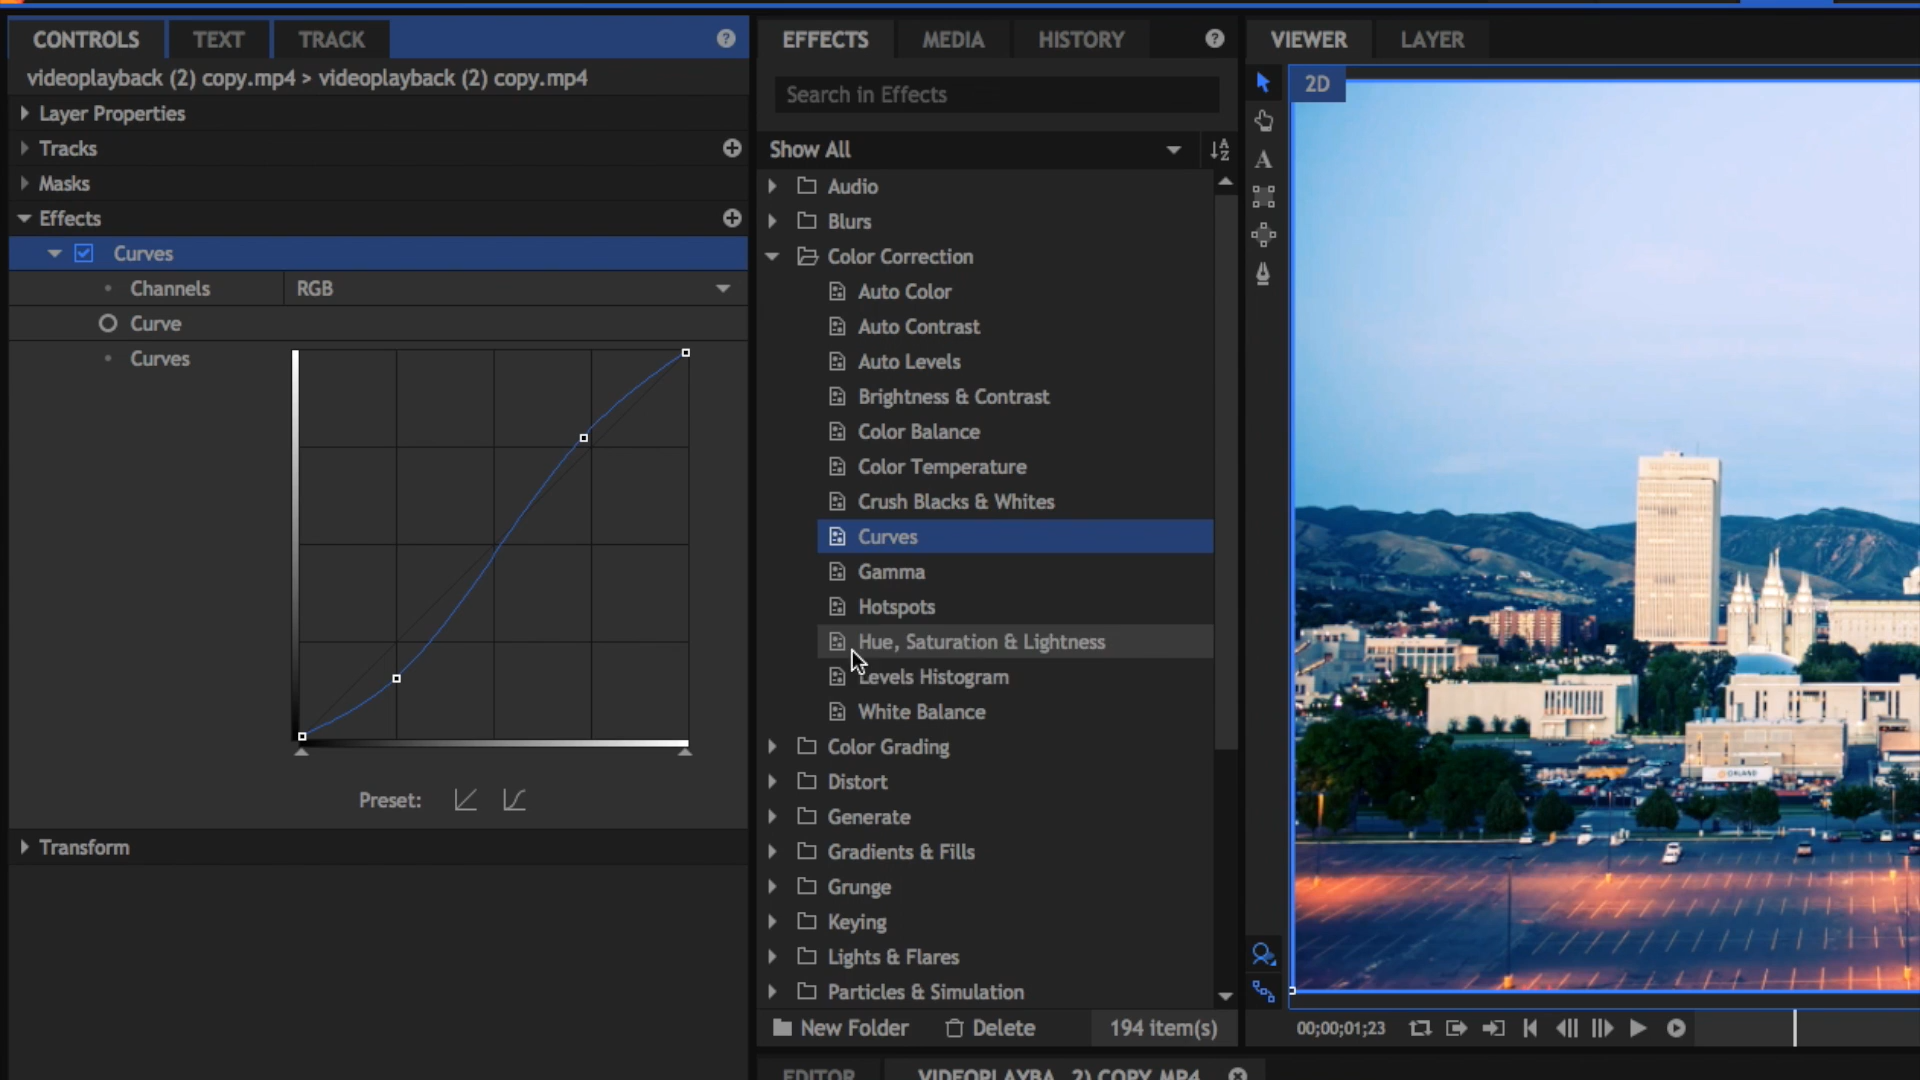 CONTROLS TEXT TRACK
videoplayback (2) copy.mp4 > videoplayback (2) copy.mp4
Layer Properties
Tracks
Masks
Effects
Curves
Channels RGB
Curve
Curves
Preset:
Transform
EFFECTS MEDIA HISTORY
Search in Effects
Show All
Audio
Blurs
Color Correction
Auto Color
Auto Contrast
Auto Levels
Brightness & Contrast
Color Balance
Color Temperature
Crush Blacks & Whites
Curves
Gamma
Hotspots
Hue, Saturation & Lightness
Levels Histogram
White Balance
Color Grading
Distort
Generate
Gradients & Fills
Grunge
Keying
Lights & Flares
Particles & Simulation
New Folder Delete 194 item(s)
VIEWER LAYER
2D
00;00;01;23
EDITOR VIDEOPLAYBA...2) COPY.MP4